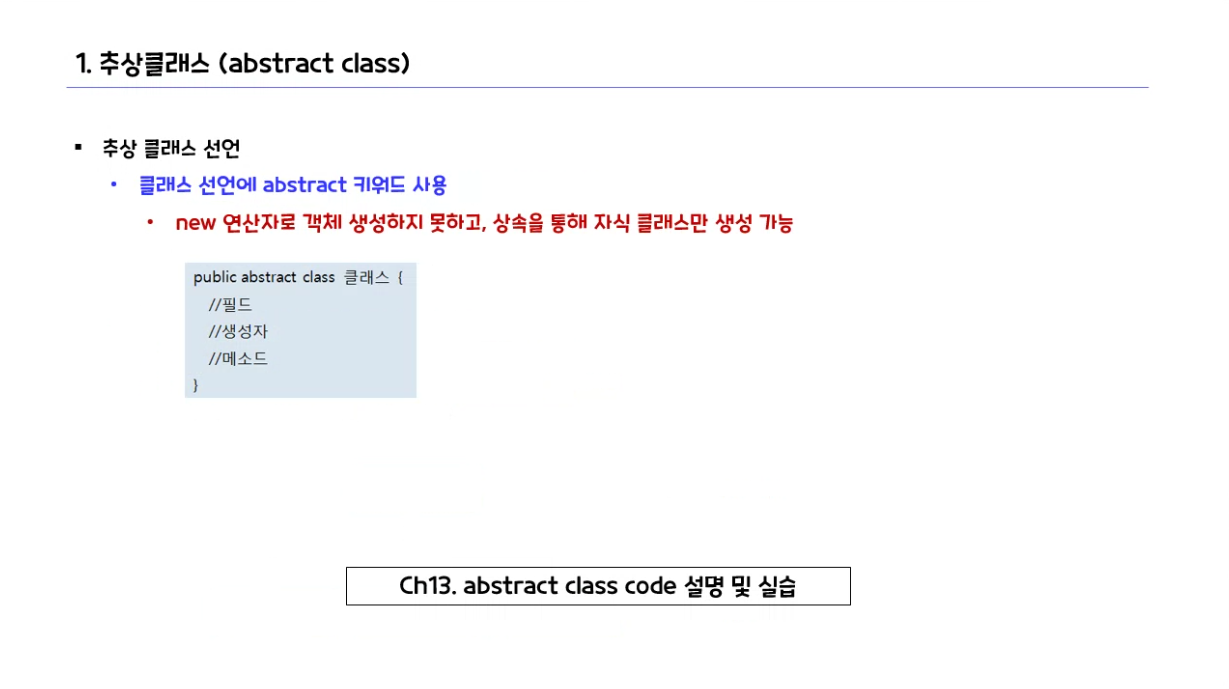 1. 추상클래스 (abstract class)
▪ 추상 클래스 선언
• 클래스 선언에 abstract 키워드 사용
• new 연산자로 객체 생성하지 못하고, 상속을 통해 자식 클래스만 생성 가능
public abstract class 클래스 {
//필드
//생성자
//메소드
}
Ch13. abstract class code 설명 및 실습